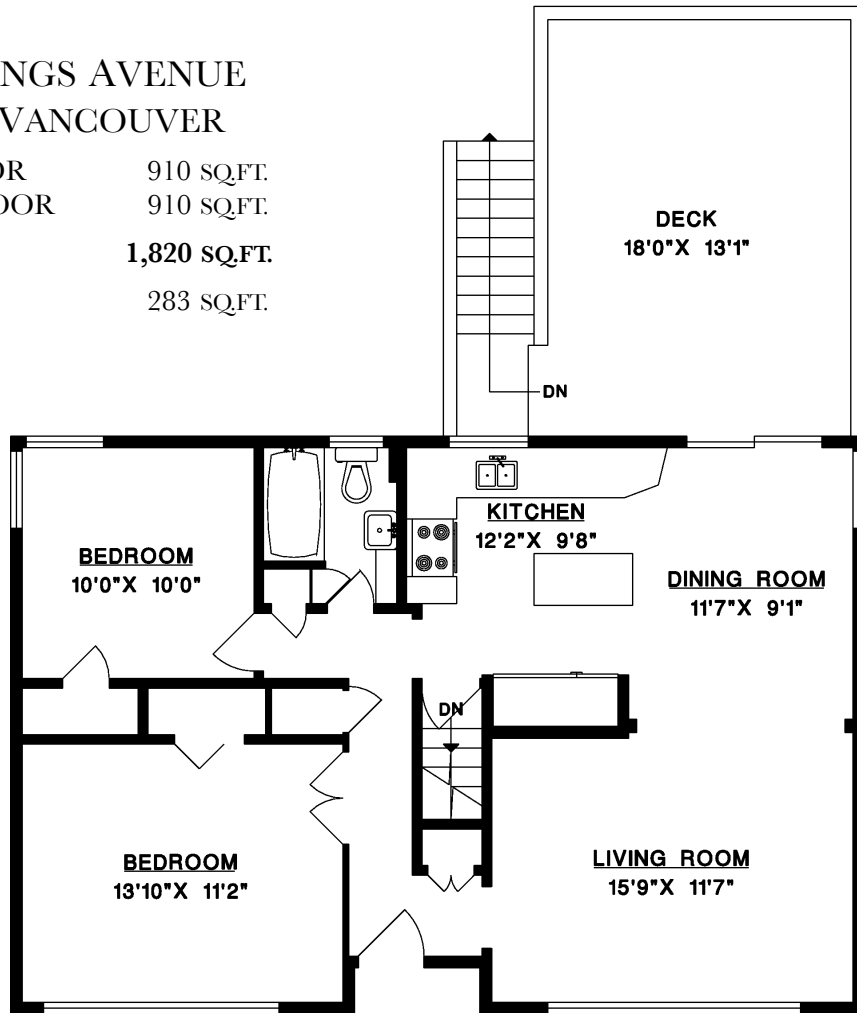 NGS AVENUE
VANCOUVER
OR 910 SQ.FT.
OOR 910 SQ.FT.
1,820 SQ.FT.
283 SQ.FT.
DECK
18'0"X 13'1"
DN
KITCHEN
12'2"X 9'8"
BEDROOM
10'0"X 10'0"
DINING ROOM
11'7"X 9'1"
DN
BEDROOM
13'10"X 11'2"
LIVING ROOM
15'9"X 11'7"